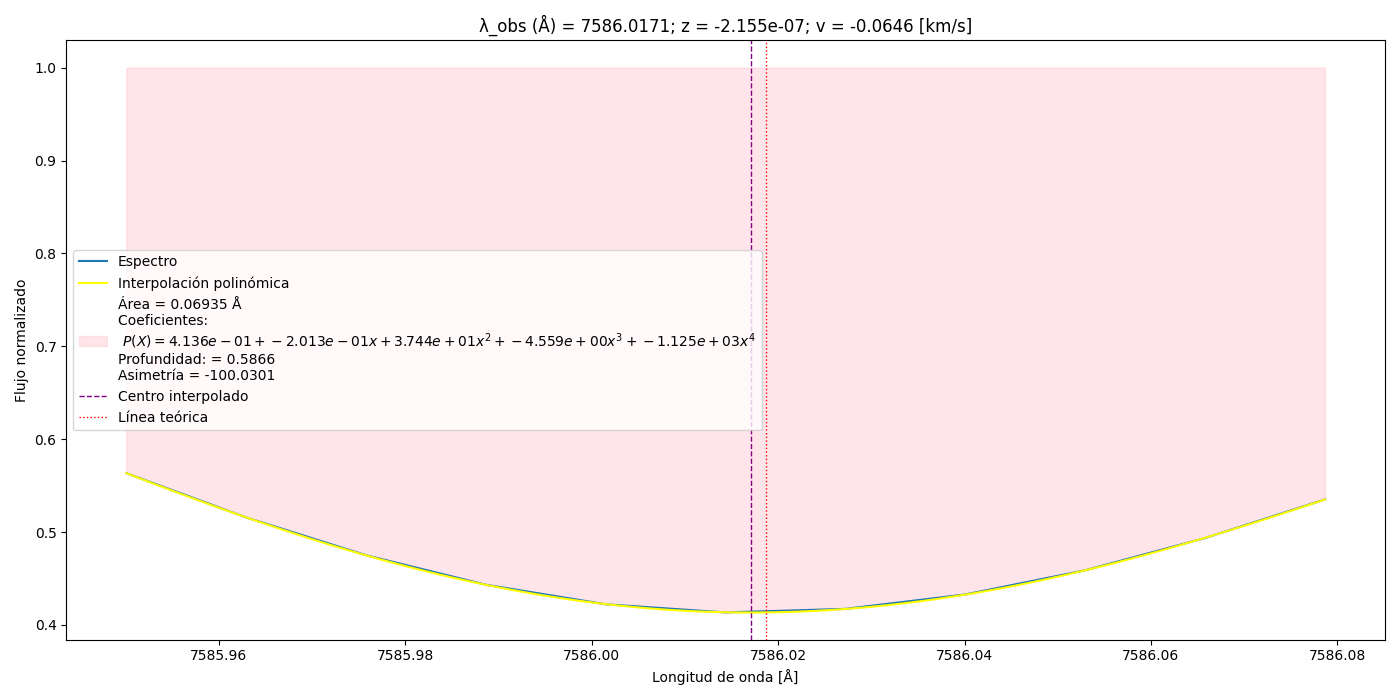 λ_obs (Å) = 7586.0171; z = -2.155e-07; v = -0.0646 [km/s]
1.0
0.9
0.8
0.7
0.6
0.5
0.4
Flujo normalizado
Espectro
Interpolación polinómica
Área = 0.06935 Å
Coeficientes:
P(X) = 4.136e − 01 + −2.013e − 01x + 3.744e + 01x² + −4.559e + 00x³ + −1.125e + 03x⁴
Profundidad: = 0.5866
Asimetría = -100.0301
Centro interpolado
Línea teórica
7585.96 7585.98 7586.00 7586.02 7586.04 7586.06 7586.08
Longitud de onda [Å]